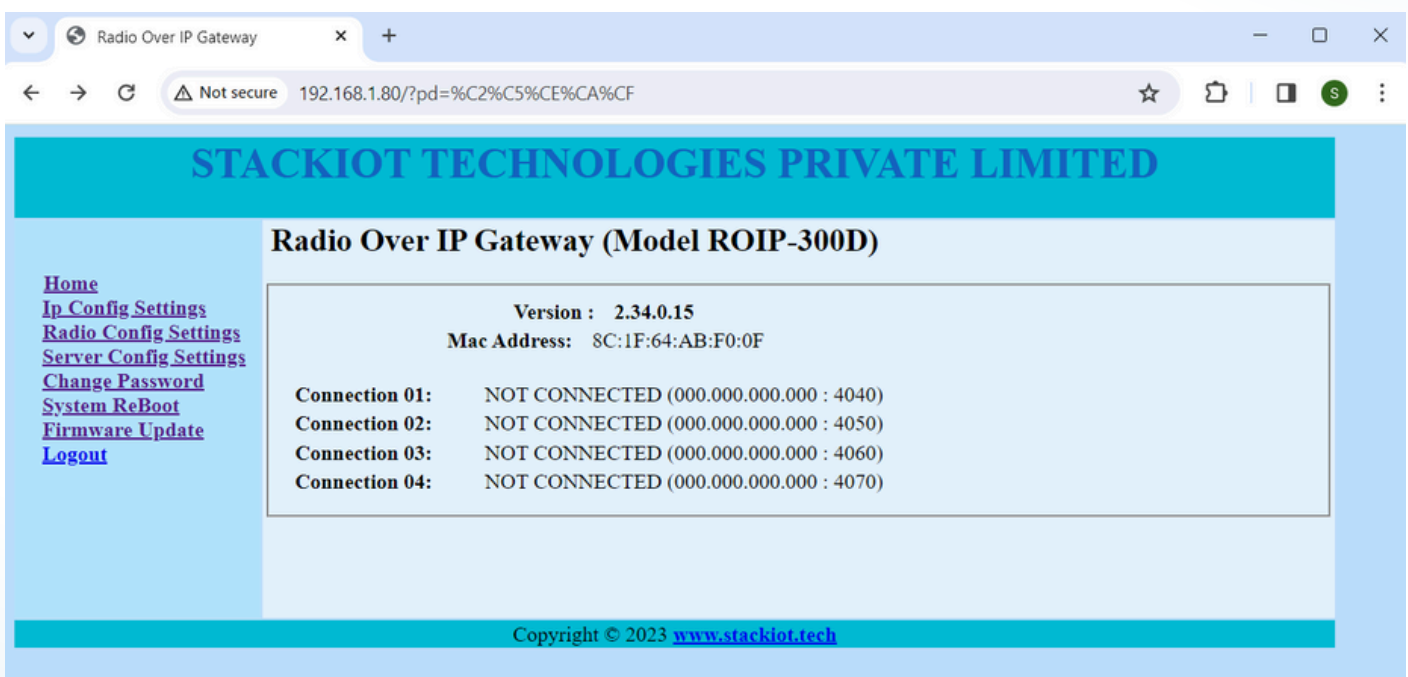 Radio Over IP Gateway
Not secure 192.168.1.80/?pd=%C2%C5%CE%CA%CF
S
STACKIOT TECHNOLOGIES PRIVATE LIMITED
Radio Over IP Gateway (Model ROIP-300D)
Home
Ip Config Settings
Radio Config Settings
Server Config Settings
Change Password
System ReBoot
Firmware Update
Logout
Version : 2.34.0.15
Mac Address: 8C:1F:64:AB:F0:0F
Connection 01: NOT CONNECTED (000.000.000.000 : 4040)
Connection 02: NOT CONNECTED (000.000.000.000 : 4050)
Connection 03: NOT CONNECTED (000.000.000.000 : 4060)
Connection 04: NOT CONNECTED (000.000.000.000 : 4070)
Copyright © 2023 www.stackiot.tech